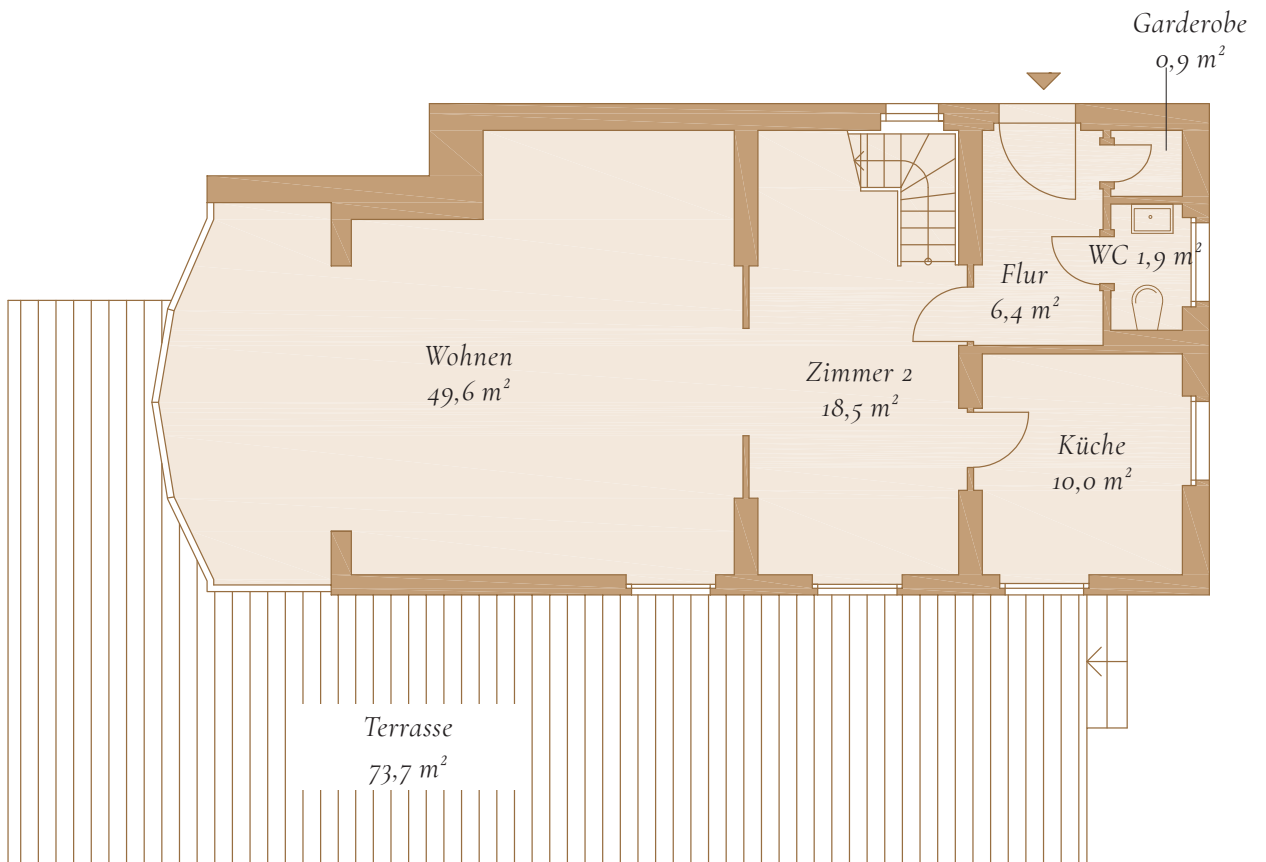 Garderobe
0,9 m²
WC 1,9 m²
Flur
6,4 m²
Wohnen
49,6 m²
Zimmer 2
18,5 m²
Küche
10,0 m²
Terrasse
73,7 m²